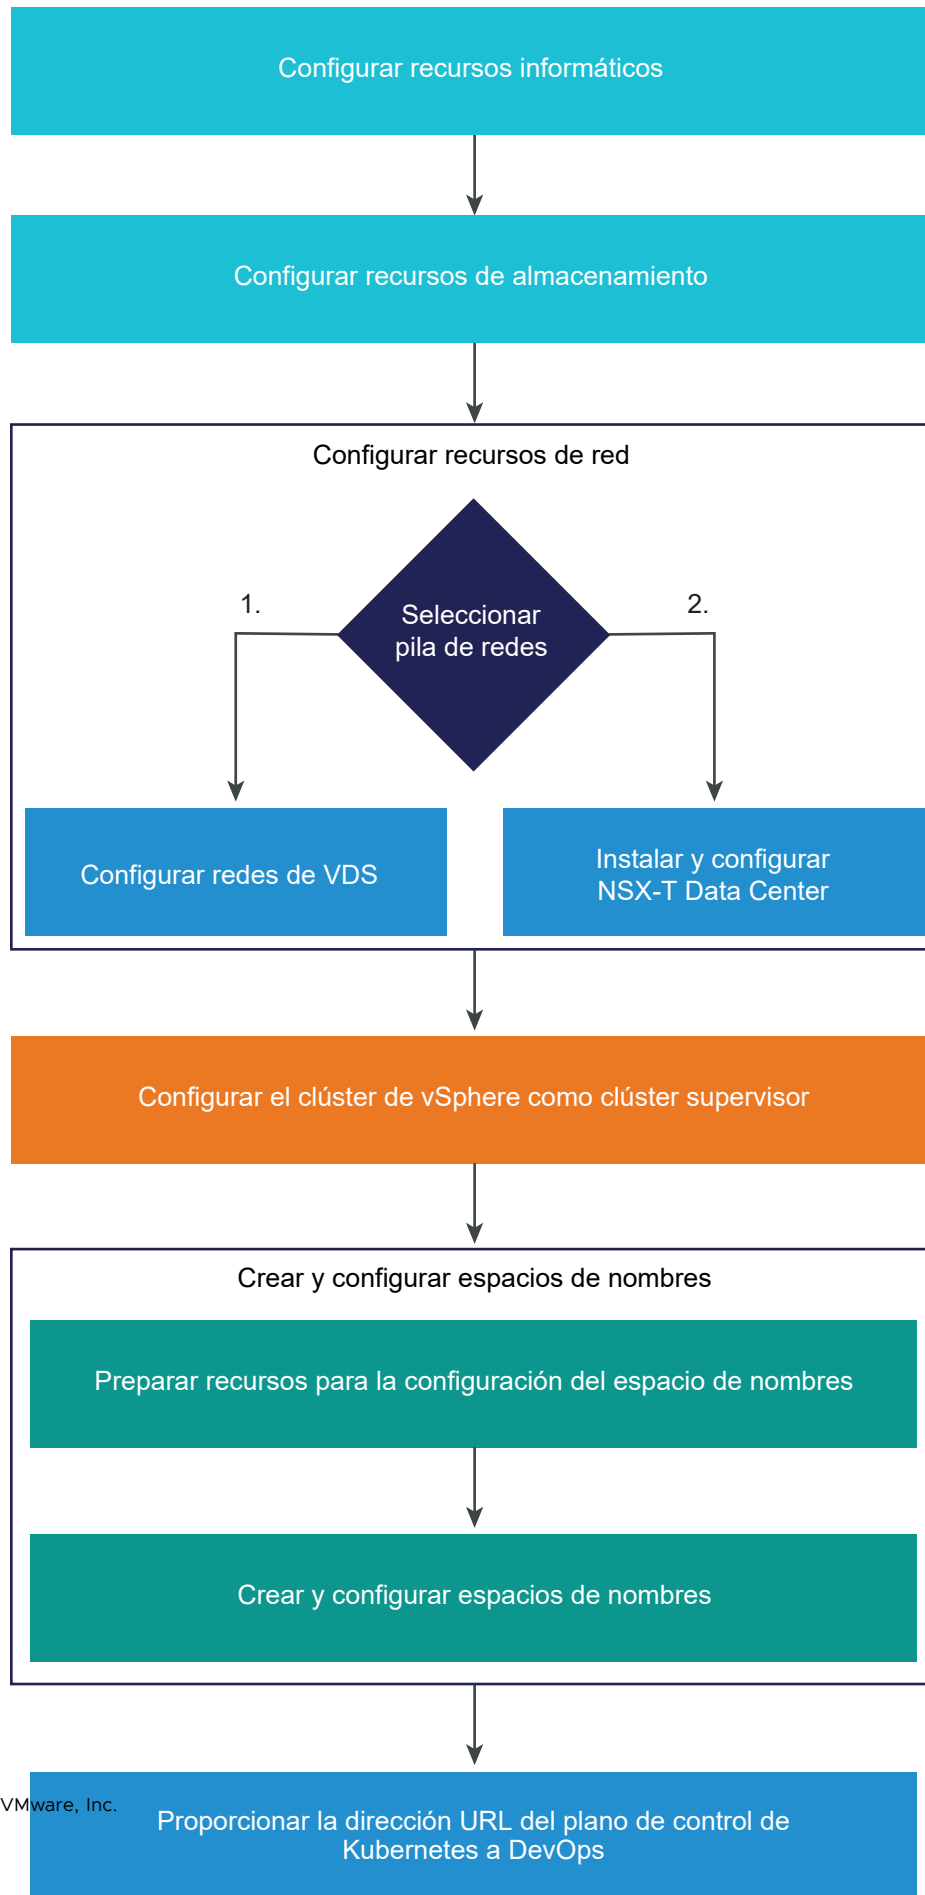 Configurar recursos informáticos
Configurar recursos de almacenamiento
Configurar recursos de red
1.
2.
Seleccionar
pila de redes
Configurar redes de VDS
Instalar y configurar
NSX-T Data Center
Configurar el clúster de vSphere como clúster supervisor
Crear y configurar espacios de nombres
Preparar recursos para la configuración del espacio de nombres
Crear y configurar espacios de nombres
VMware, Inc.
Proporcionar la dirección URL del plano de control de
Kubernetes a DevOps